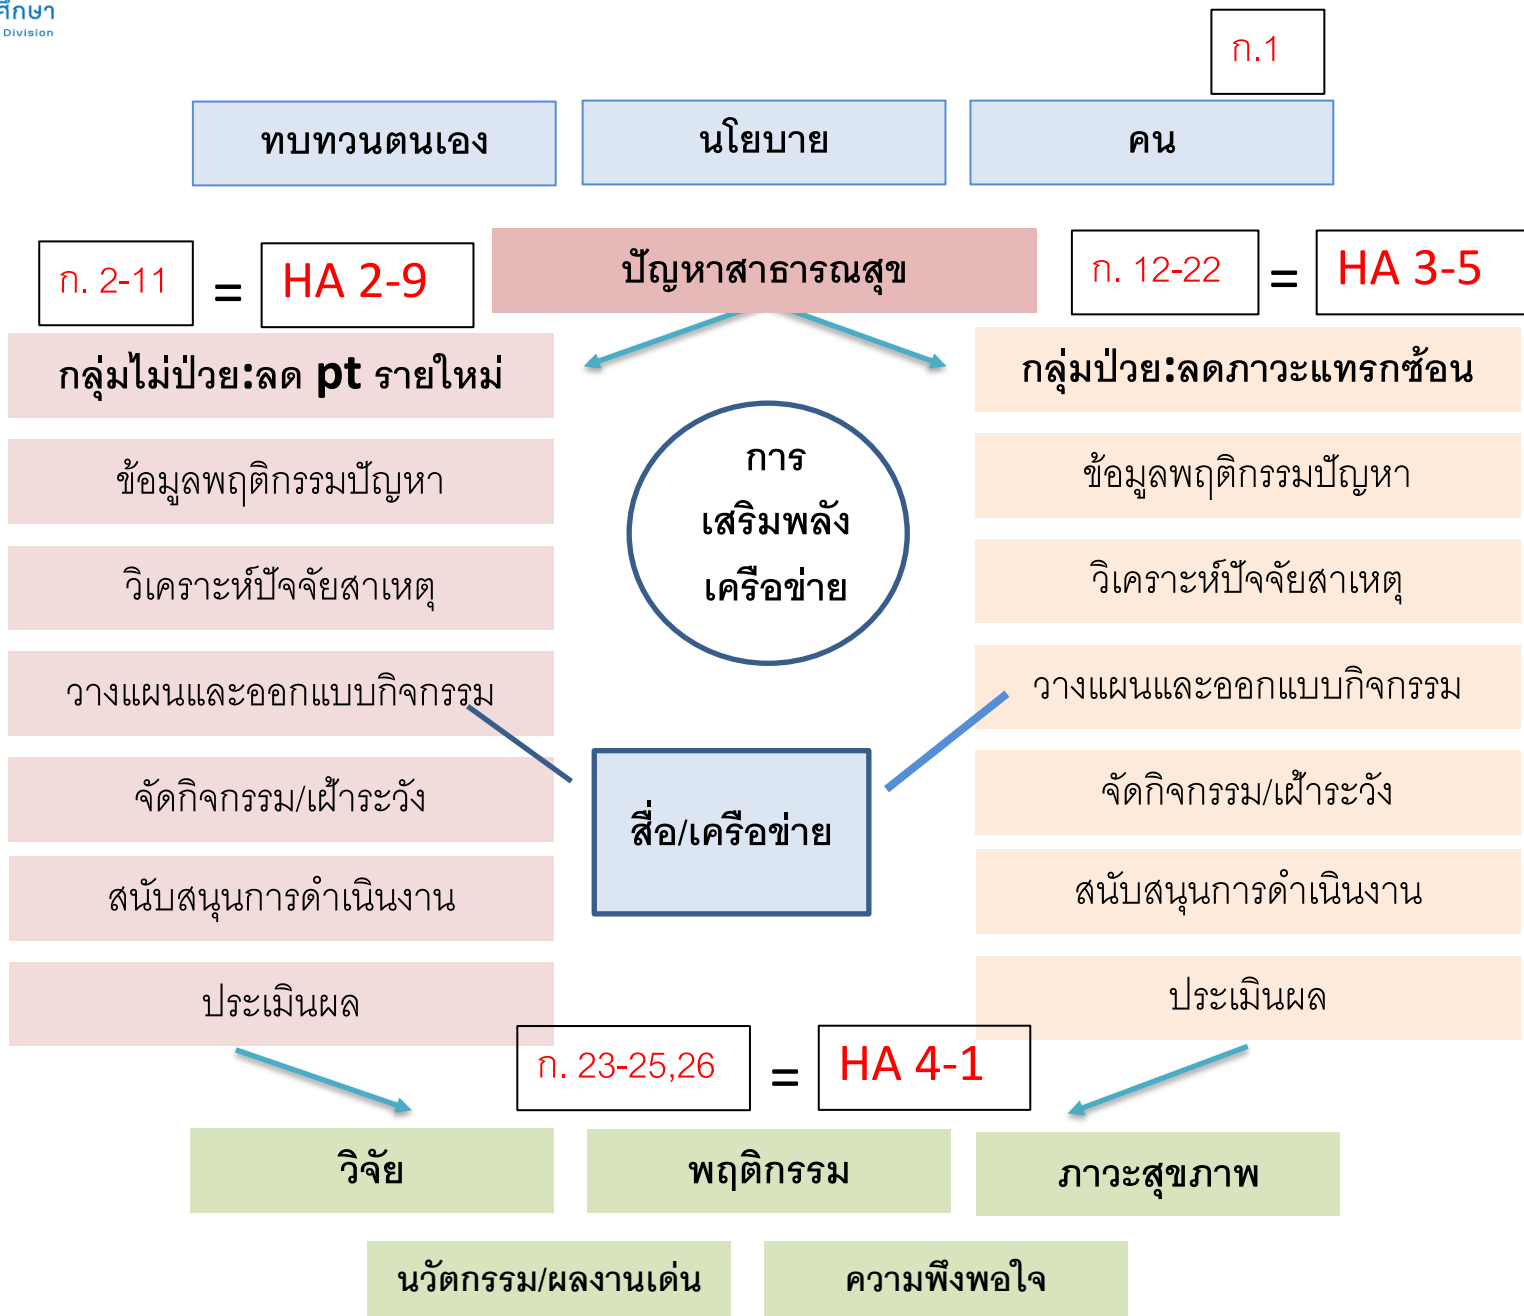 ศึกษา
Division
ก.1
ทบทวนตนเอง
นโยบาย
คน
ก. 2-11
=
HA 2-9
ปัญหาสาธารณสุข
ก. 12-22
=
HA 3-5
กลุ่มไม่ป่วย:ลด pt รายใหม่
ข้อมูลพฤติกรรมปัญหา
วิเคราะห์ปัจจัยสาเหตุ
วางแผนและออกแบบกิจกรรม
จัดกิจกรรม/เฝ้าระวัง
สนับสนุนการดำเนินงาน
ประเมินผล
การ
เสริมพลัง
เครือข่าย
สื่อ/เครือข่าย
กลุ่มป่วย:ลดภาวะแทรกซ้อน
ข้อมูลพฤติกรรมปัญหา
วิเคราะห์ปัจจัยสาเหตุ
วางแผนและออกแบบกิจกรรม
จัดกิจกรรม/เฝ้าระวัง
สนับสนุนการดำเนินงาน
ประเมินผล
ก. 23-25,26
=
HA 4-1
วิจัย
พฤติกรรม
ภาวะสุขภาพ
นวัตกรรม/ผลงานเด่น
ความพึงพอใจ